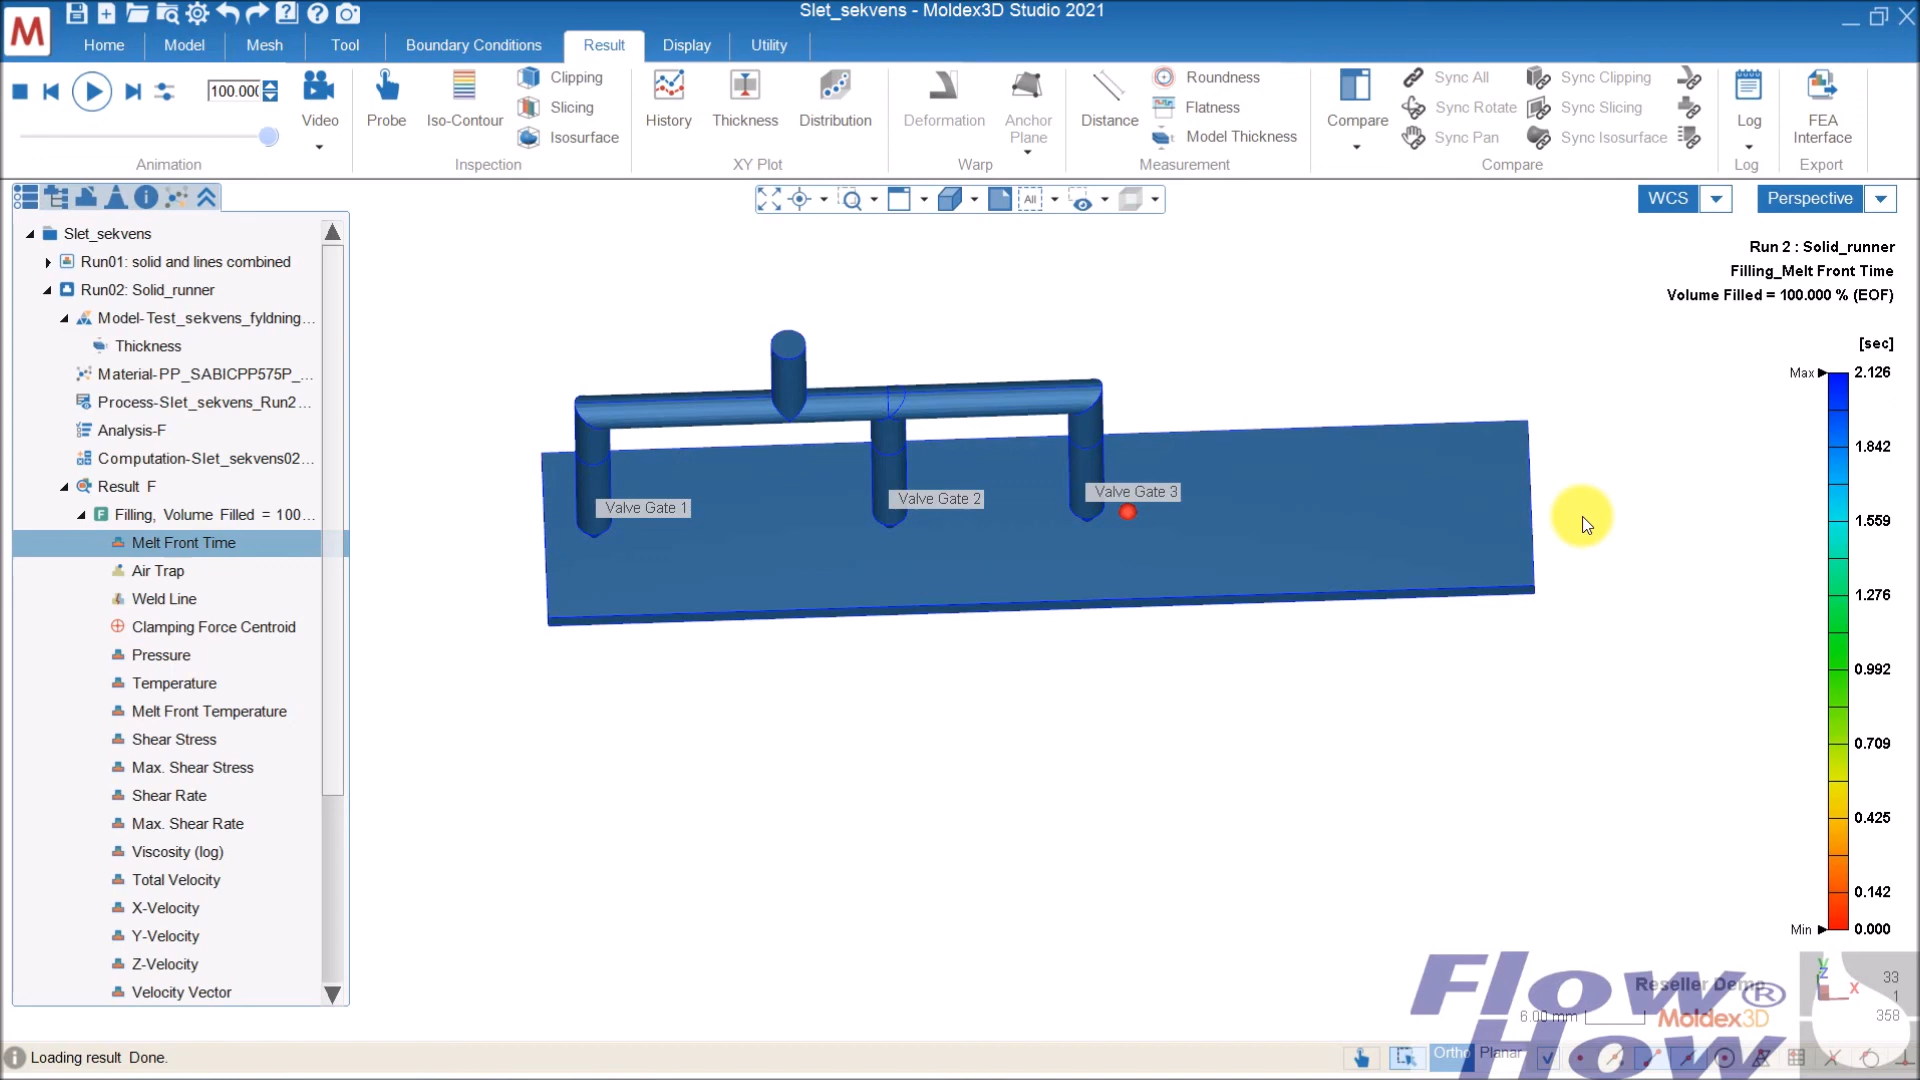 Slet_sekvens - Moldex3D Studio 2021
Home
Model
Mesh
Tool
Boundary Conditions
Result
Display
Utility
100.000
Video
Animation
Probe
Iso-Contour
Clipping
Slicing
Isosurface
Inspection
History
Thickness
Distribution
XY Plot
Deformation
Anchor
Plane
Warp
Distance
Roundness
Flatness
Model Thickness
Measurement
Compare
Sync All
Sync Rotate
Sync Pan
Sync Clipping
Sync Slicing
Sync Isosurface
Compare
Log
Log
FEA
Interface
Export
All
WCS
Perspective
Slet_sekvens
Run01: solid and lines combined
Run02: Solid_runner
Model-Test_sekvens_fyldning...
Thickness
Material-PP_SABICPP575P_...
Process-Slet_sekvens_Run2...
Analysis-F
Computation-Slet_sekvens02...
Result F
Filling, Volume Filled = 100...
Melt Front Time
Air Trap
Weld Line
Clamping Force Centroid
Pressure
Temperature
Melt Front Temperature
Shear Stress
Max. Shear Stress
Shear Rate
Max. Shear Rate
Viscosity (log)
Total Velocity
X-Velocity
Y-Velocity
Z-Velocity
Velocity Vector
Valve Gate 1
Valve Gate 2
Valve Gate 3
Run 2 : Solid_runner
Filling_Melt Front Time
Volume Filled = 100.000 % (EOF)
[sec]
Max 2.126
1.842
1.559
1.276
0.992
0.709
0.425
0.142
Min 0.000
Flow®
How
Reseller Demo
6.00 mm
Moldex3D
Y
Z
X
33
1
358
Loading result Done.
Ortho
Planar